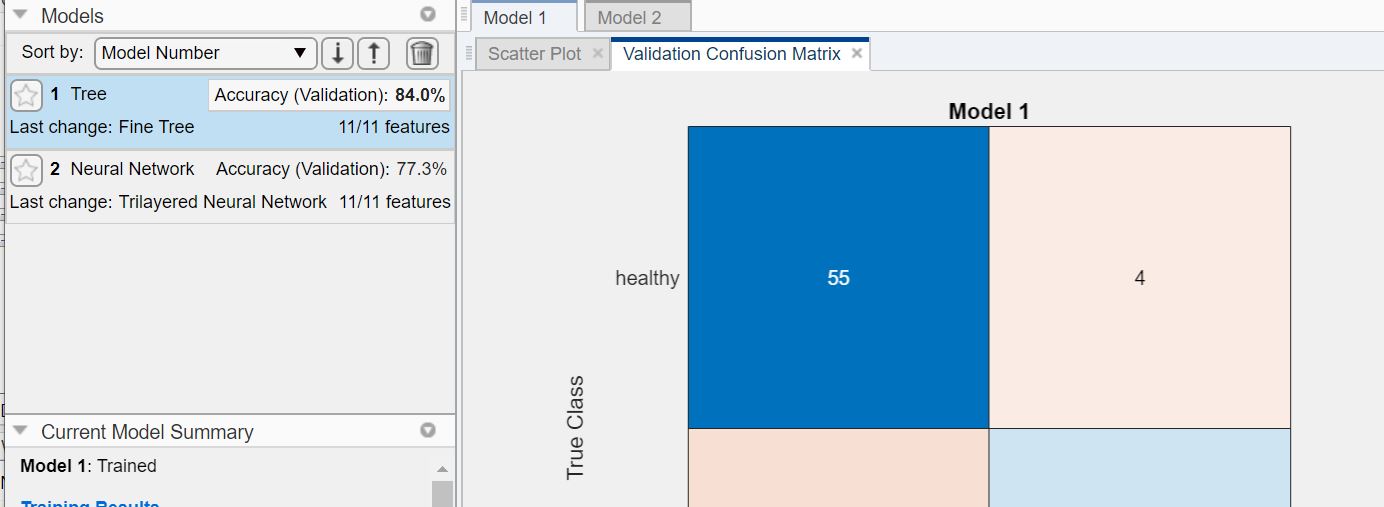 Models
Sort by: Model Number
1 Tree Accuracy (Validation): 84.0%
Last change: Fine Tree 11/11 features
2 Neural Network Accuracy (Validation): 77.3%
Last change: Trilayered Neural Network 11/11 features
Current Model Summary
Model 1: Trained
Training Results
Model 1 Model 2
Scatter Plot Validation Confusion Matrix
Model 1
healthy 55 4
True Class